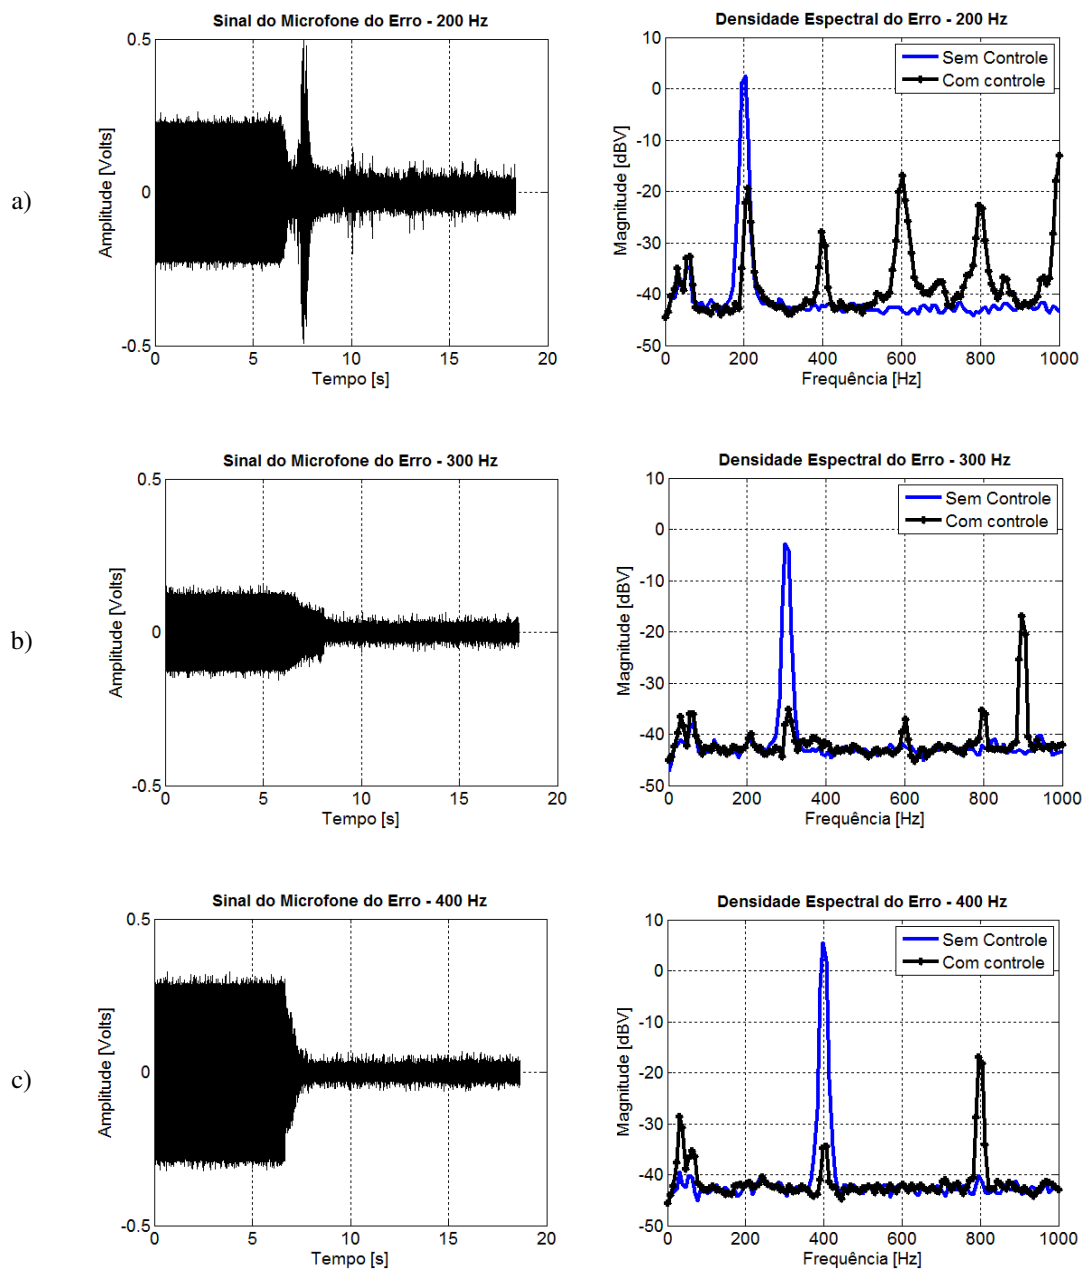 a)
Sinal do Microfone do Erro - 200 Hz
Amplitude [Volts]
0.5
0
-0.5
0 5 10 15 20
Tempo [s]
Densidade Espectral do Erro - 200 Hz
Magnitude [dBV]
10
0
-10
-20
-30
-40
-50
0 200 400 600 800 1000
Frequência [Hz]
Sem Controle
Com controle
b)
Sinal do Microfone do Erro - 300 Hz
Amplitude [Volts]
0.5
0
-0.5
0 5 10 15 20
Tempo [s]
Densidade Espectral do Erro - 300 Hz
Magnitude [dBV]
10
0
-10
-20
-30
-40
-50
0 200 400 600 800 1000
Frequência [Hz]
Sem Controle
Com controle
c)
Sinal do Microfone do Erro - 400 Hz
Amplitude [Volts]
0.5
0
-0.5
0 5 10 15 20
Tempo [s]
Densidade Espectral do Erro - 400 Hz
Magnitude [dBV]
10
0
-10
-20
-30
-40
-50
0 200 400 600 800 1000
Frequência [Hz]
Sem Controle
Com controle